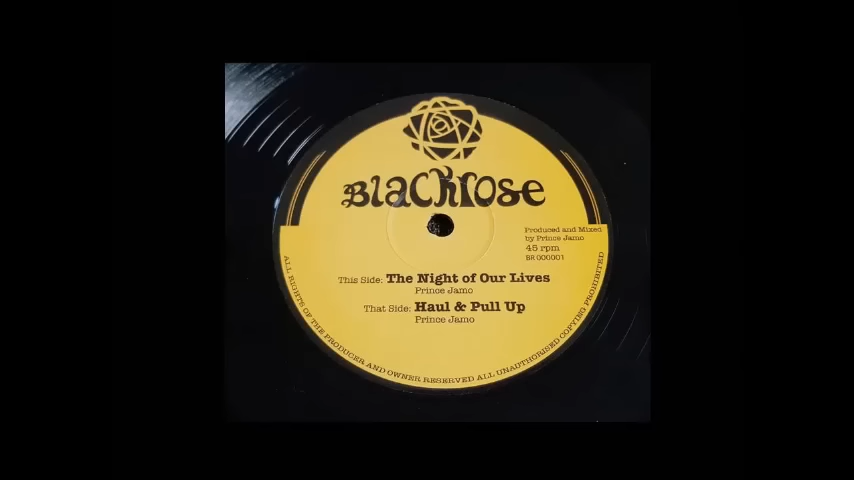 Blackrose
Produced and Mixed
by Prince Jamo
45 rpm
BR 000001
This Side: The Night of Our Lives
Prince Jamo
That Side: Haul & Pull Up
Prince Jamo
ALL RIGHTS OF THE PRODUCER AND OWNER RESERVED ALL UNAUTHORISED COPYING PROHIBITED